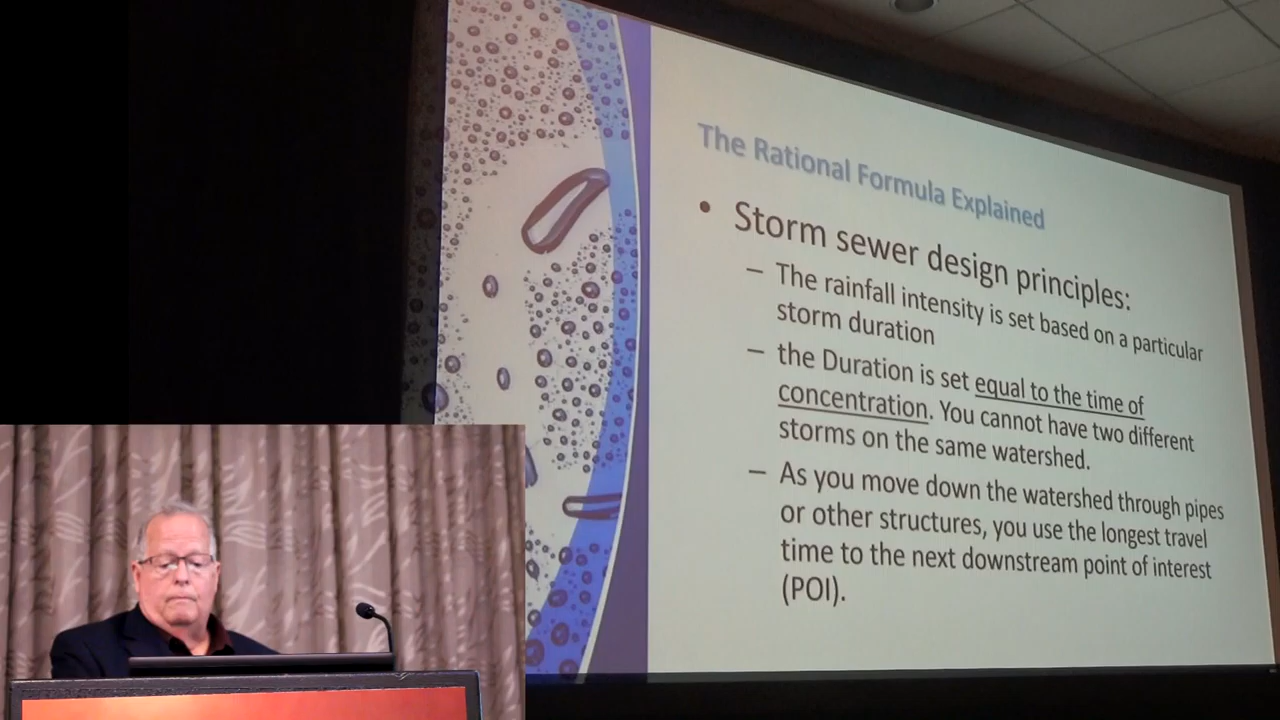 The Rational Formula Explained
• Storm sewer design principles:
– The rainfall intensity is set based on a particular
storm duration
– the Duration is set equal to the time of
concentration. You cannot have two different
storms on the same watershed.
– As you move down the watershed through pipes
or other structures, you use the longest travel
time to the next downstream point of interest
(POI).